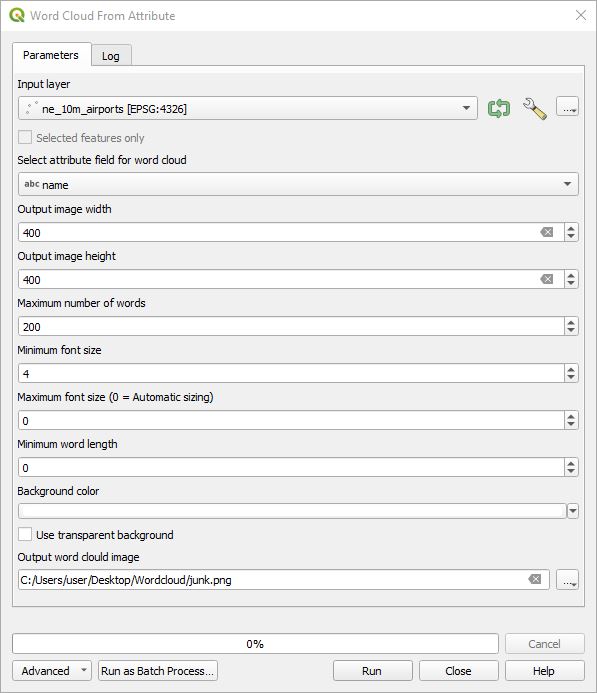 Word Cloud From Attribute
Parameters
Log
Input layer
ne_10m_airports [EPSG:4326]
...
Selected features only
Select attribute field for word cloud
abc name
Output image width
400
Output image height
400
Maximum number of words
200
Minimum font size
4
Maximum font size (0 = Automatic sizing)
0
Minimum word length
0
Background color
Use transparent background
Output word clould image
C:/Users/user/Desktop/Wordcloud/junk.png
...
0%
Cancel
Advanced
Run as Batch Process...
Run
Close
Help